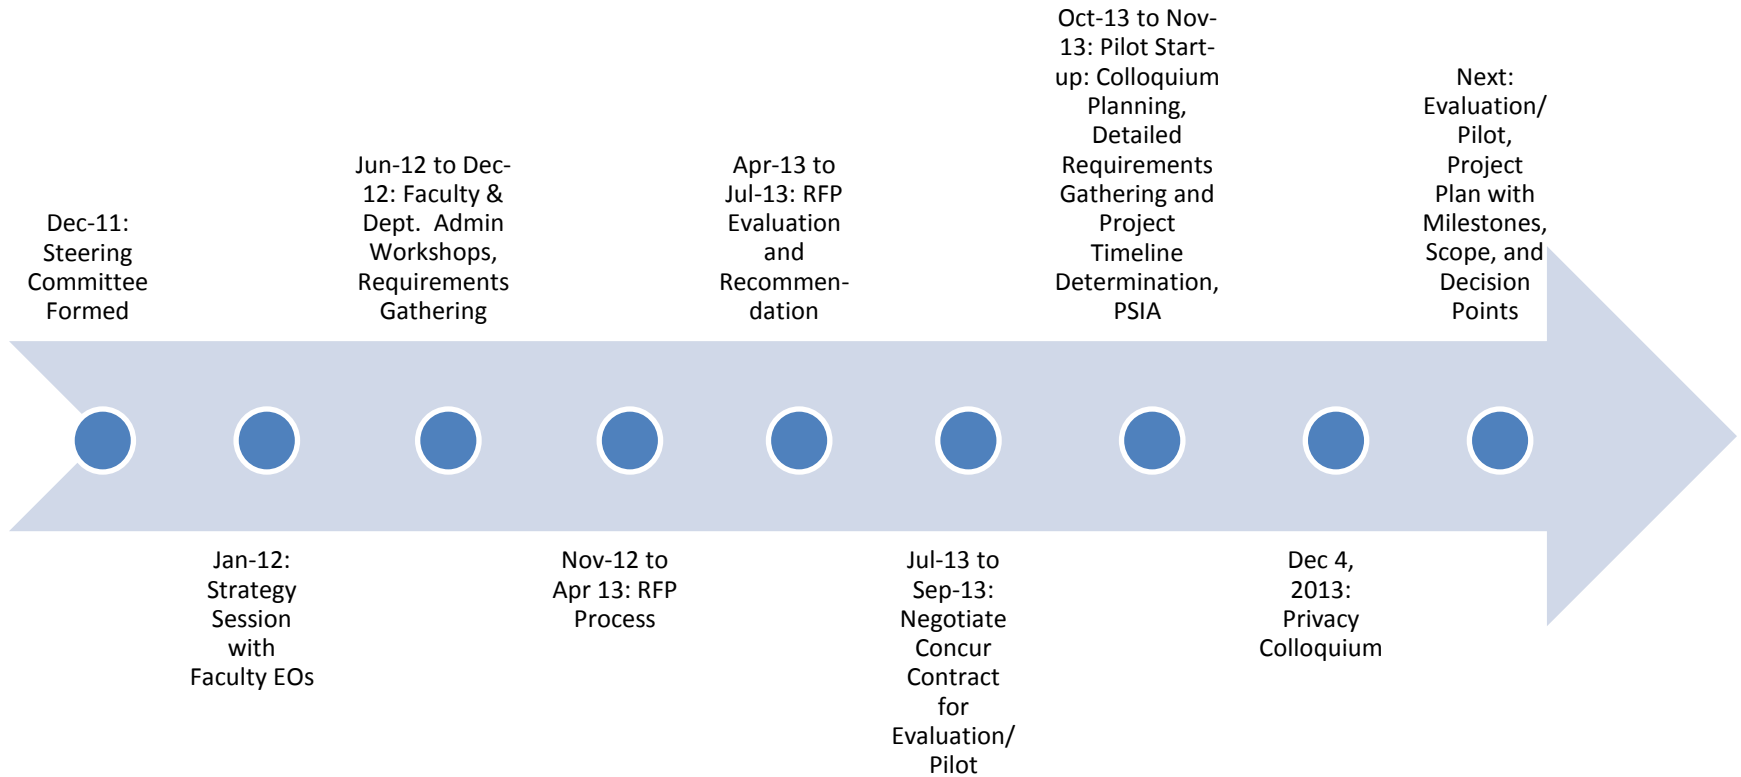 Dec-11:
Steering
Committee
Formed
Jan-12:
Strategy
Session
with
Faculty EOs
Jun-12 to Dec-
12: Faculty &
Dept.  Admin
Workshops,
Requirements
Gathering
Nov-12 to
Apr 13: RFP
Process
Apr-13 to
Jul-13: RFP
Evaluation
and
Recommen-
dation
Jul-13 to
Sep-13:
Negotiate
Concur
Contract
for
Evaluation/
Pilot
Oct-13 to Nov-
13: Pilot Start-
up: Colloquium
Planning,
Detailed
Requirements
Gathering and
Project
Timeline
Determination,
PSIA
Dec 4,
2013:
Privacy
Colloquium
Next:
Evaluation/
Pilot,
Project
Plan with
Milestones,
Scope, and
Decision
Points